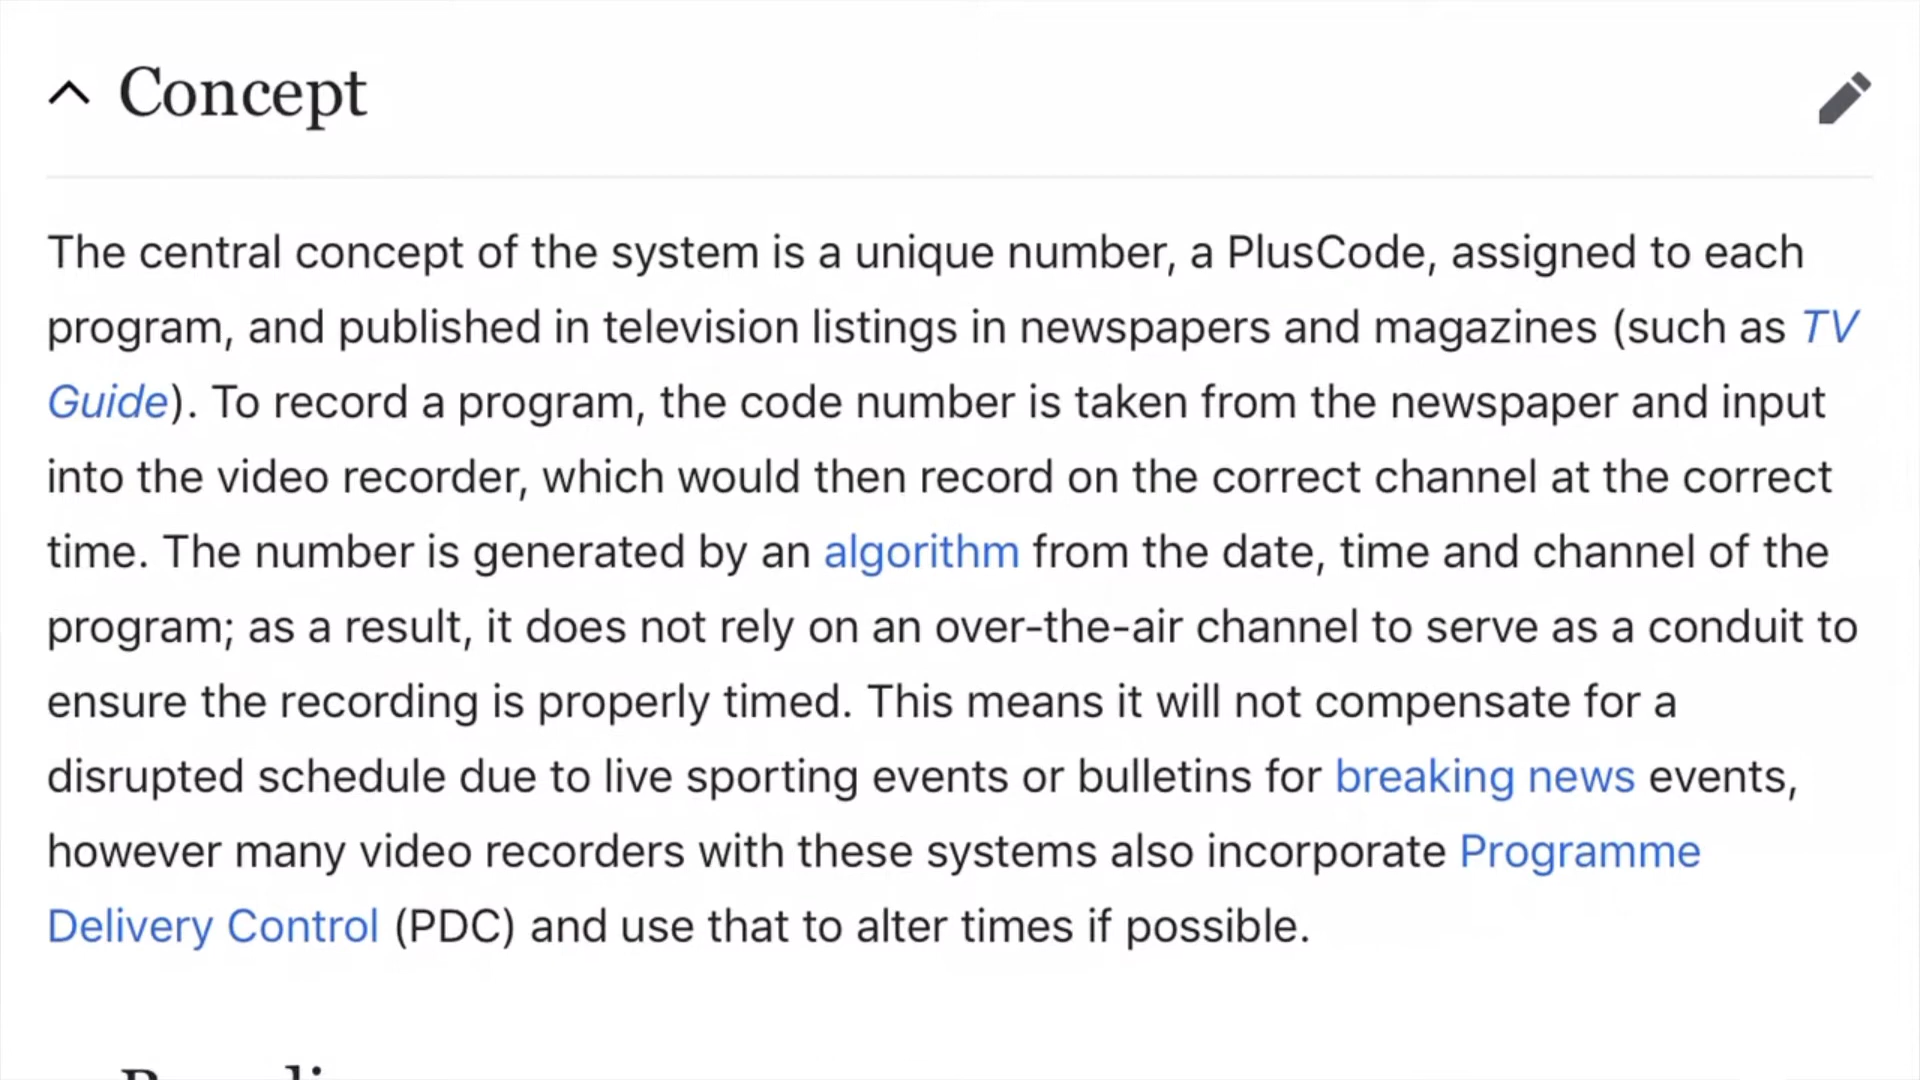 Concept
The central concept of the system is a unique number, a PlusCode, assigned to each
program, and published in television listings in newspapers and magazines (such as TV
Guide). To record a program, the code number is taken from the newspaper and input
into the video recorder, which would then record on the correct channel at the correct
time. The number is generated by an algorithm from the date, time and channel of the
program; as a result, it does not rely on an over-the-air channel to serve as a conduit to
ensure the recording is properly timed. This means it will not compensate for a
disrupted schedule due to live sporting events or bulletins for breaking news events,
however many video recorders with these systems also incorporate Programme
Delivery Control (PDC) and use that to alter times if possible.